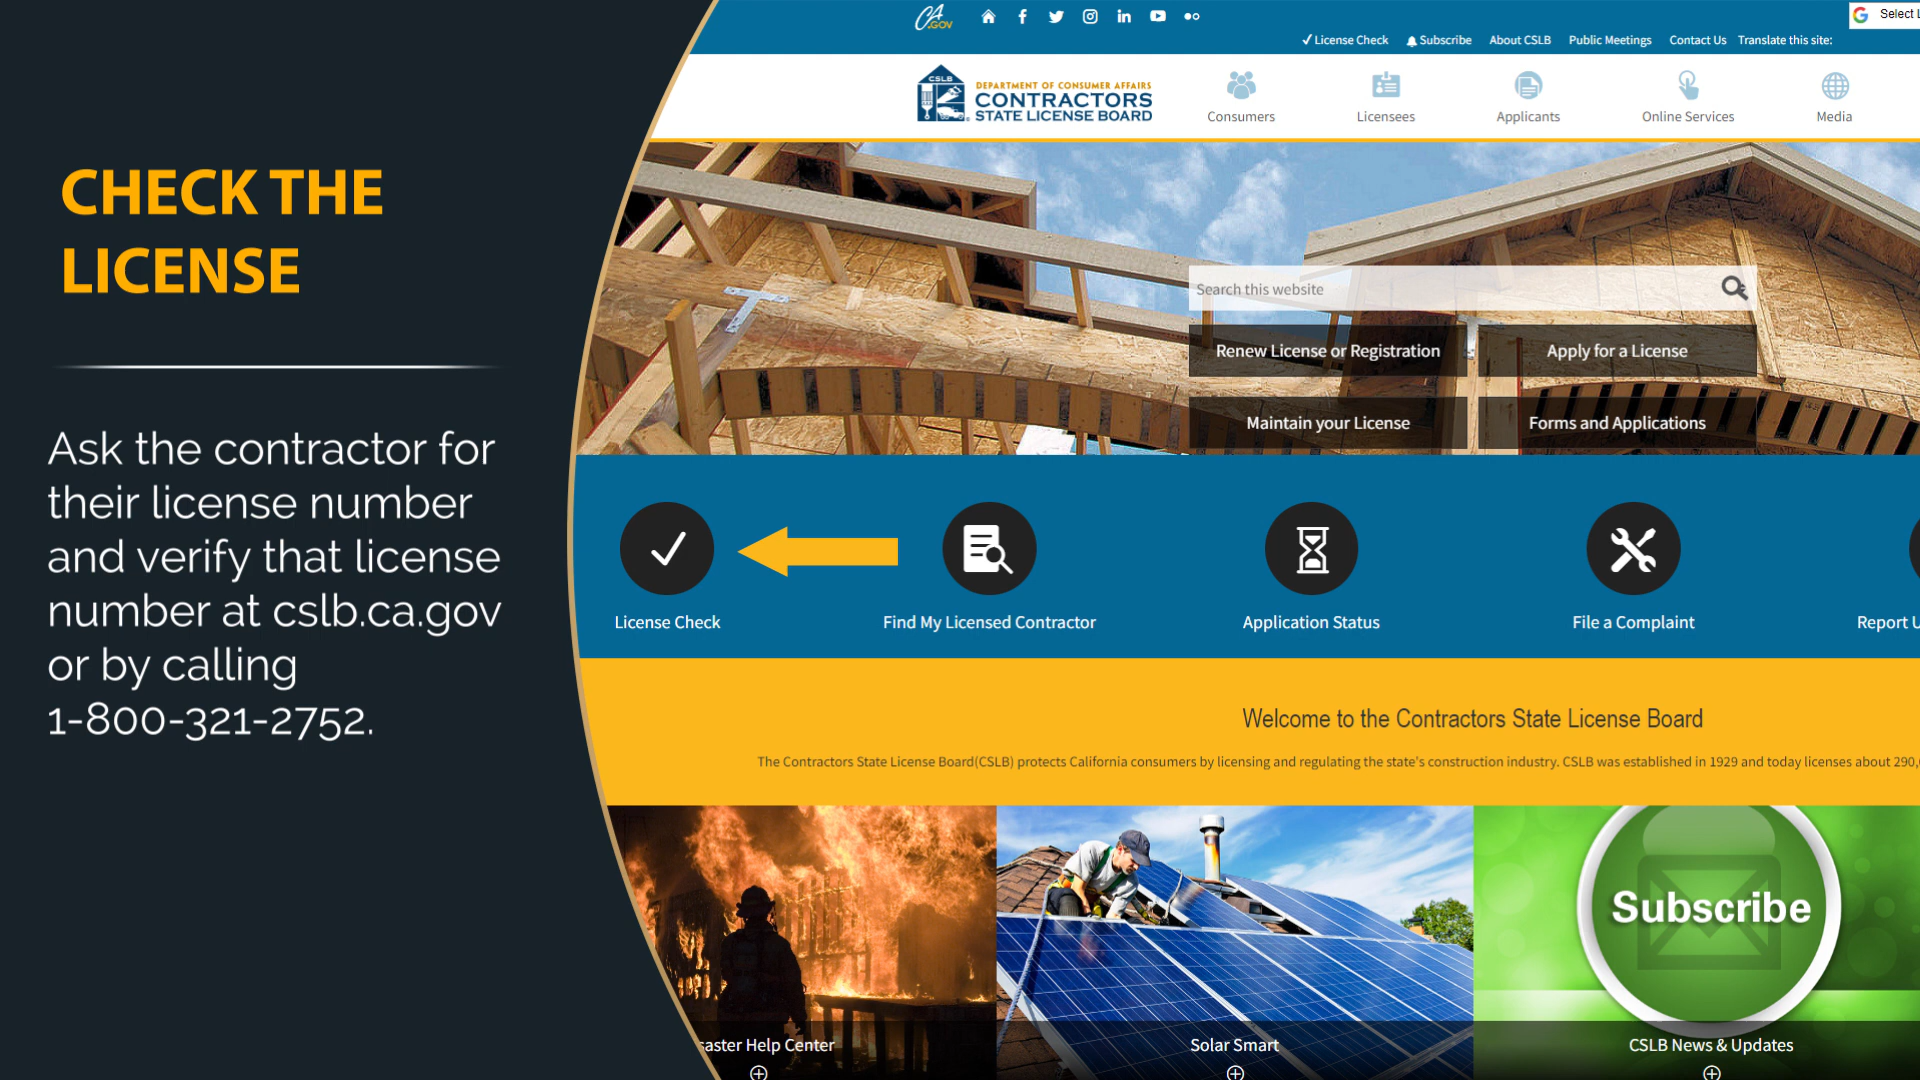 CHECK THE
LICENSE
Ask the contractor for
their license number
and verify that license
number at cslb.ca.gov
or by calling
1-800-321-2752.
CA.GOV
Select
License Check Subscribe About CSLB Public Meetings Contact Us Translate this site:
CSLB
DEPARTMENT OF CONSUMER AFFAIRS
CONTRACTORS
STATE LICENSE BOARD
Consumers Licensees Applicants Online Services Media
Search this website
Renew License or Registration Apply for a License
Maintain your License Forms and Applications
License Check Find My Licensed Contractor Application Status File a Complaint Report
Welcome to the Contractors State License Board
The Contractors State License Board(CSLB) protects California consumers by licensing and regulating the state's construction industry. CSLB was established in 1929 and today licenses about 290,
Subscribe
aster Help Center Solar Smart CSLB News & Updates